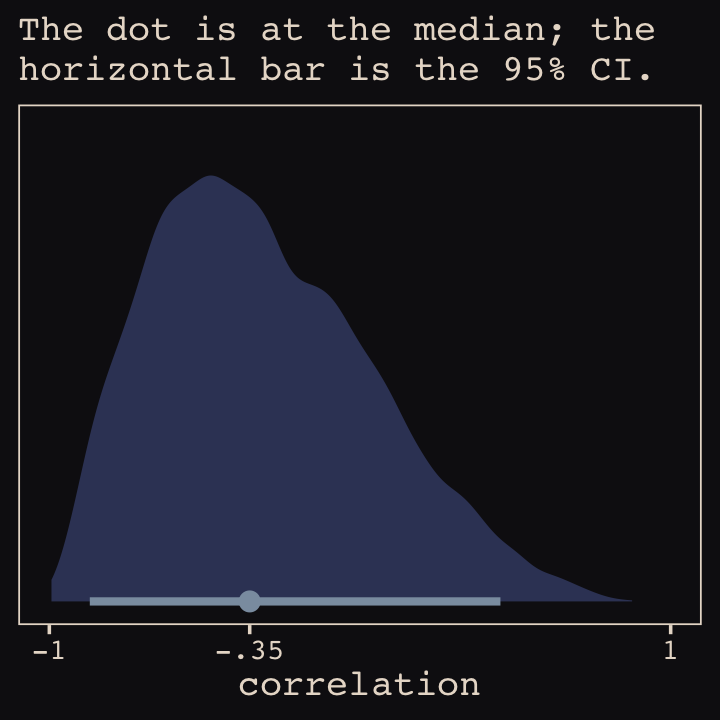 The dot is at the median; the
horizontal bar is the 95% CI.
−1
−.35
1
correlation